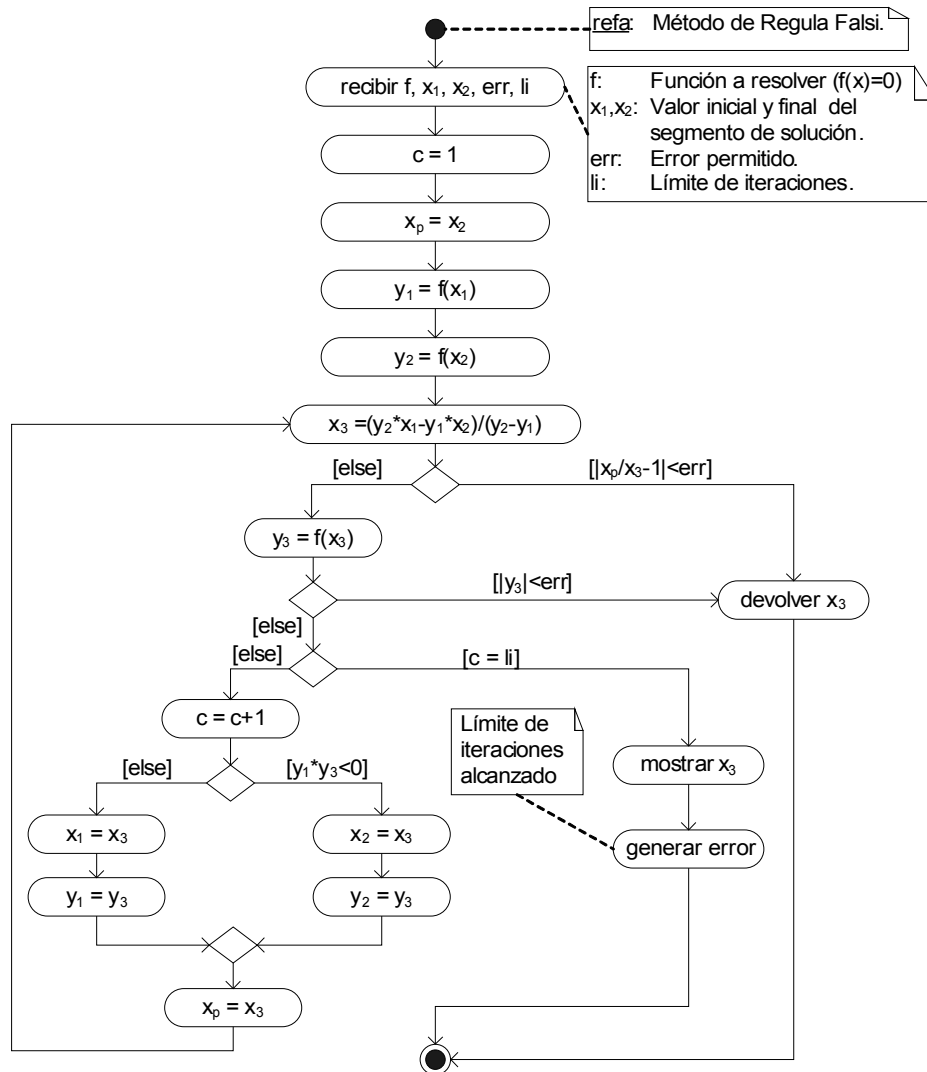 refa: Método de Regula Falsi.
recibir f, x₁, x₂, err, li
f: Función a resolver (f(x)=0)
x₁,x₂: Valor inicial y final del
segmento de solución.
err: Error permitido.
li: Límite de iteraciones.
c = 1
xₚ = x₂
y₁ = f(x₁)
y₂ = f(x₂)
x₃ =(y₂*x₁-y₁*x₂)/(y₂-y₁)
[else]
[|xₚ/x₃-1|<err]
y₃ = f(x₃)
[|y₃|<err]
devolver x₃
[else]
[else]
[c = li]
c = c+1
Límite de
iteraciones
alcanzado
mostrar x₃
[else]
[y₁*y₃<0]
x₁ = x₃
x₂ = x₃
generar error
y₁ = y₃
y₂ = y₃
xₚ = x₃